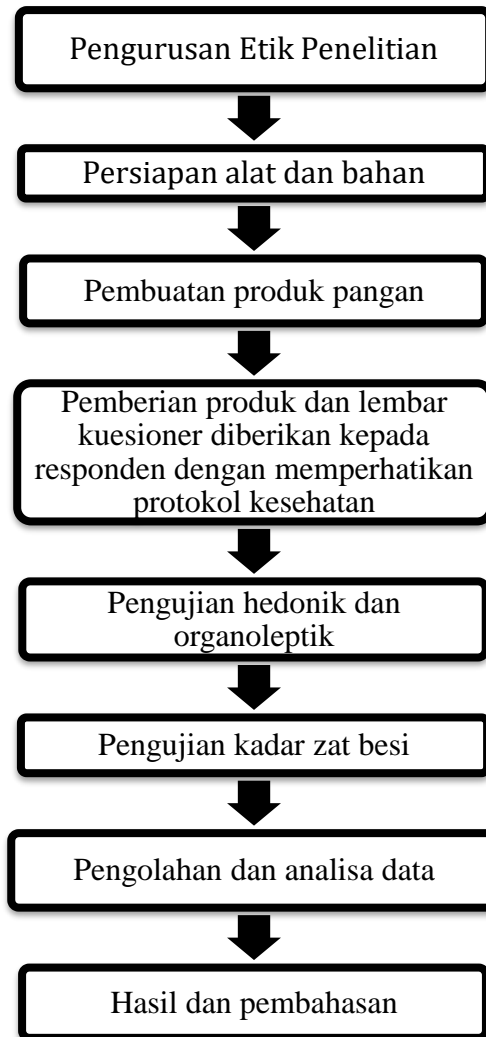 Pengurusan Etik Penelitian
Persiapan alat dan bahan
Pembuatan produk pangan
Pemberian produk dan lembar
kuesioner diberikan kepada
responden dengan memperhatikan
protokol kesehatan
Pengujian hedonik dan
organoleptik
Pengujian kadar zat besi
Pengolahan dan analisa data
Hasil dan pembahasan